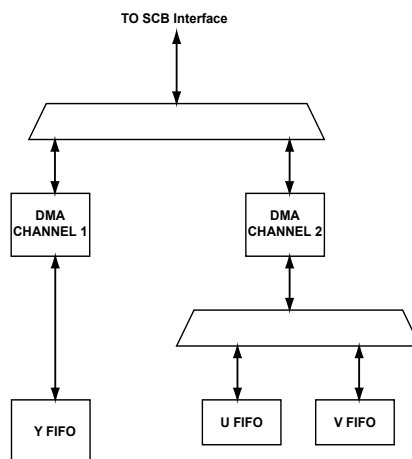 TO SCB Interface
DMA
CHANNEL 1
DMA
CHANNEL 2
Y FIFO
U FIFO
V FIFO